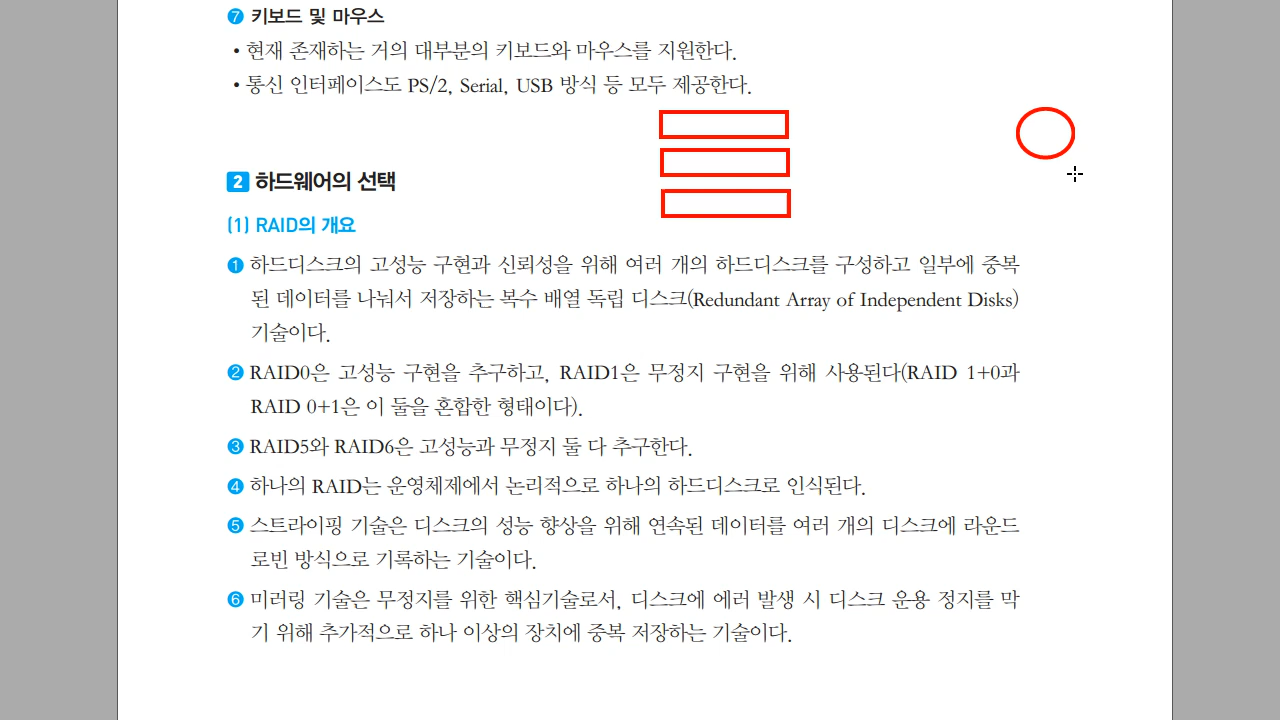 ❼ 키보드 및 마우스
• 현재 존재하는 거의 대부분의 키보드와 마우스를 지원한다.
• 통신 인터페이스도 PS/2, Serial, USB 방식 등 모두 제공한다.
2 하드웨어의 선택
(1) RAID의 개요
❶ 하드디스크의 고성능 구현과 신뢰성을 위해 여러 개의 하드디스크를 구성하고 일부에 중복
된 데이터를 나눠서 저장하는 복수 배열 독립 디스크(Redundant Array of Independent Disks)
기술이다.
❷ RAID0은 고성능 구현을 추구하고, RAID1은 무정지 구현을 위해 사용된다(RAID 1+0과
RAID 0+1은 이 둘을 혼합한 형태이다).
❸ RAID5와 RAID6은 고성능과 무정지 둘 다 추구한다.
❹ 하나의 RAID는 운영체제에서 논리적으로 하나의 하드디스크로 인식된다.
❺ 스트라이핑 기술은 디스크의 성능 향상을 위해 연속된 데이터를 여러 개의 디스크에 라운드
로빈 방식으로 기록하는 기술이다.
❻ 미러링 기술은 무정지를 위한 핵심기술로서, 디스크에 에러 발생 시 디스크 운용 정지를 막
기 위해 추가적으로 하나 이상의 장치에 중복 저장하는 기술이다.